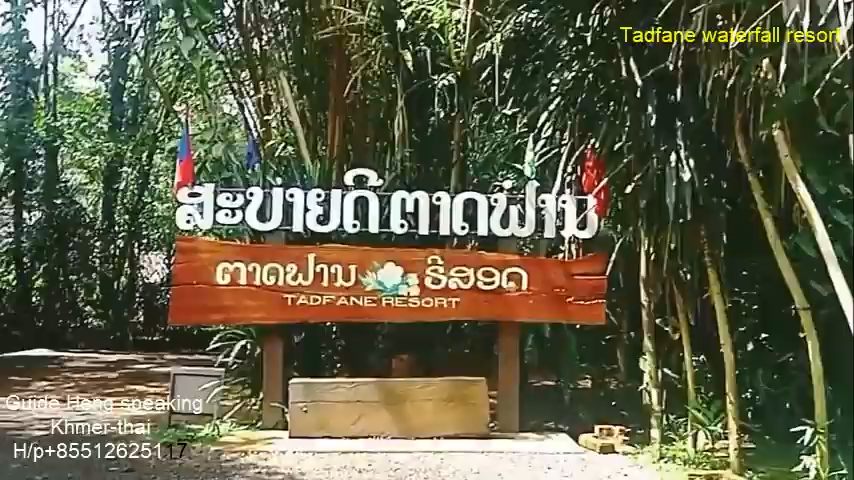 Tadfane waterfall resort
ສະບາຍດີ ຕາດຟານ
ຕາດຟານ ຣີສອດ
TADFANE RESORT
Guide Heng speaking
Khmer-thai
H/p+85512625117